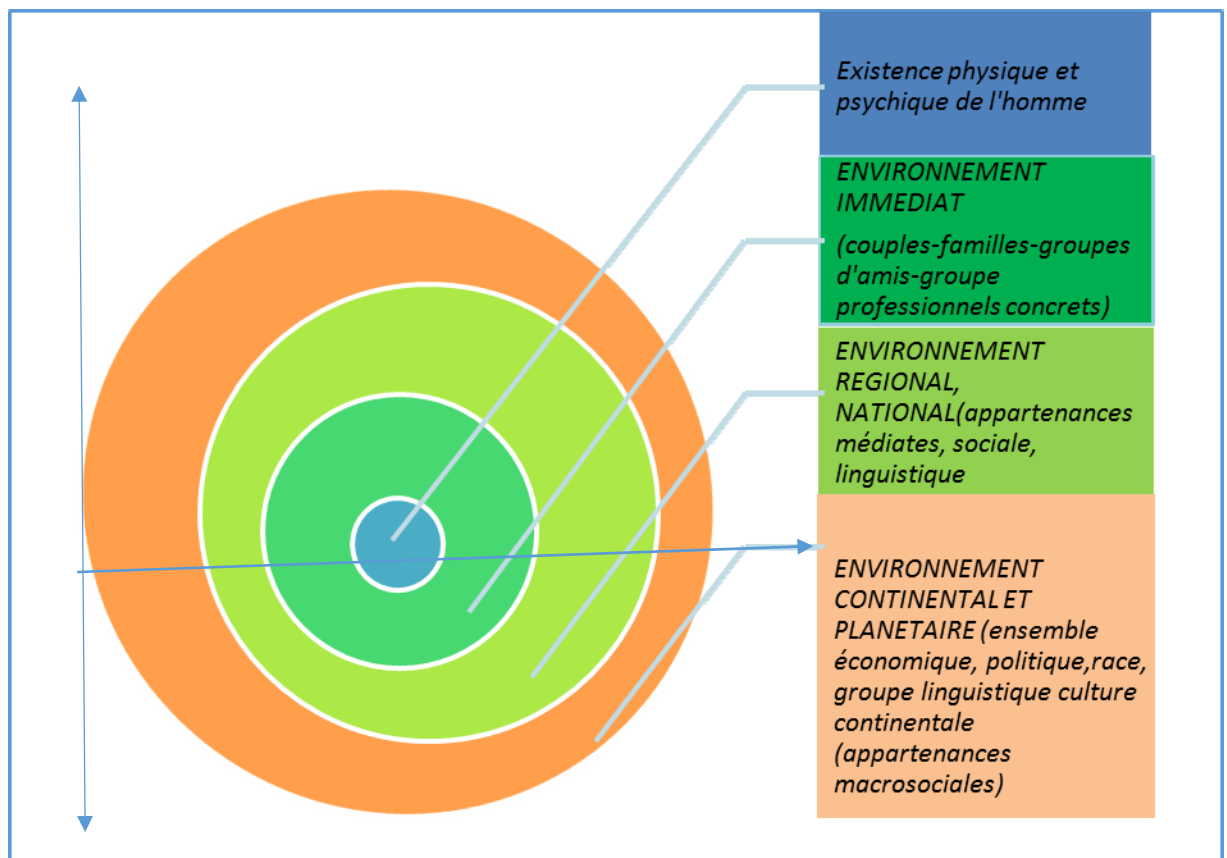 Existence physique et
psychique de l'homme
ENVIRONNEMENT
IMMEDIAT
(couples-familles-groupes
d'amis-groupe
professionnels concrets)
ENVIRONNEMENT
REGIONAL,
NATIONAL(appartenances
médiates, sociale,
linguistique
ENVIRONNEMENT
CONTINENTAL ET
PLANETAIRE (ensemble
économique, politique,race,
groupe linguistique culture
continentale
(appartenances
macrosociales)